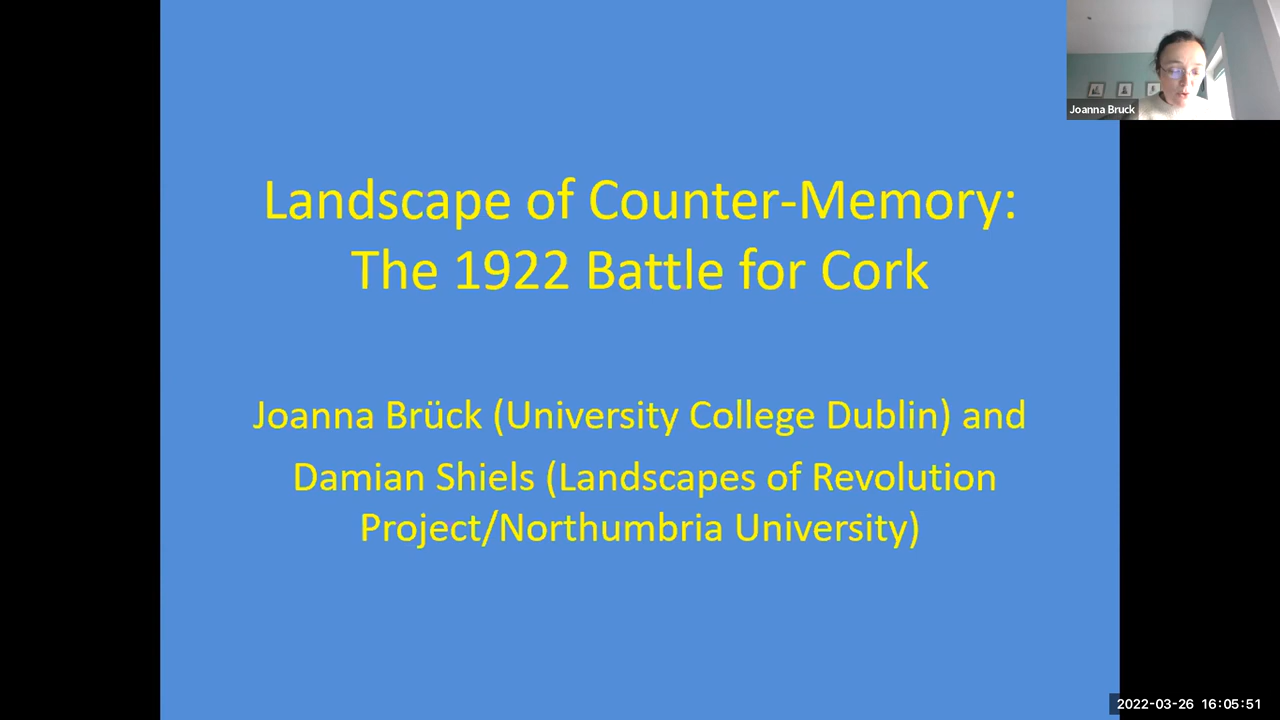 Joanna Bruck
Landscape of Counter-Memory:
The 1922 Battle for Cork
Joanna Brück (University College Dublin) and
Damian Shiels (Landscapes of Revolution
Project/Northumbria University)
2022-03-26 16:05:51